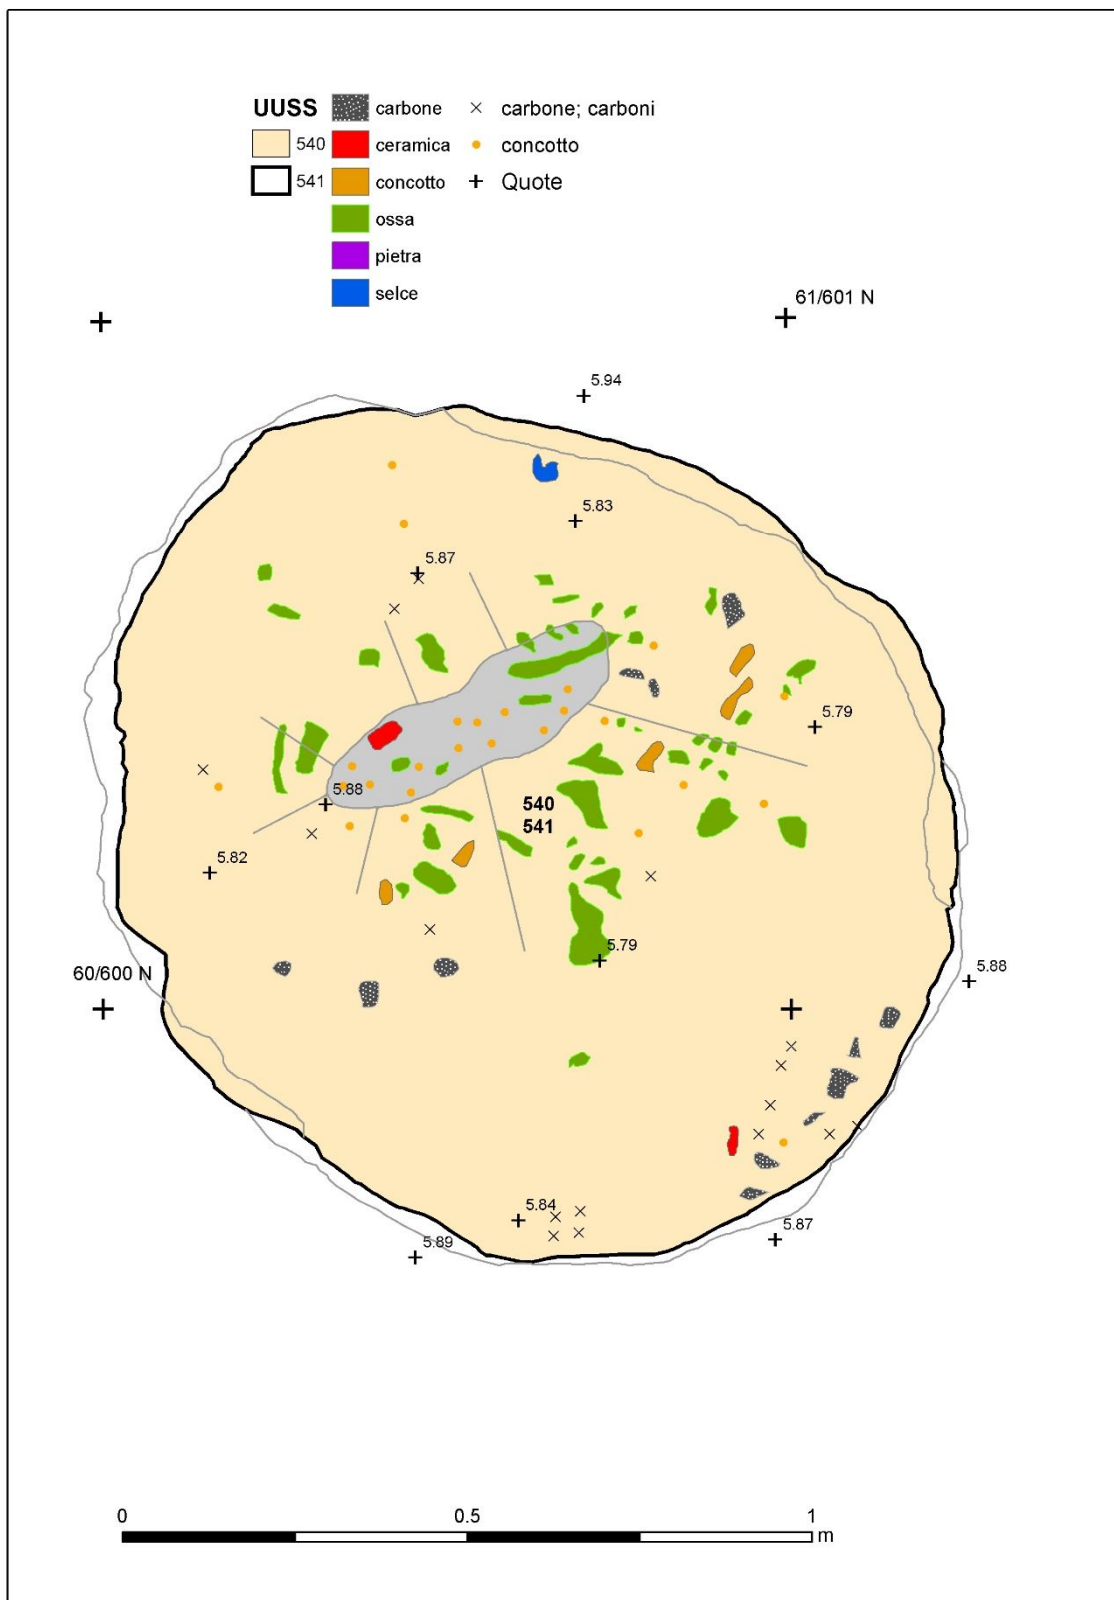 UUSS
540
541
carbone
ceramica
concotto
ossa
pietra
selce
carbone; carboni
concotto
Quote
61/601 N
5.94
5.83
5.87
5.79
5.88
540
541
5.82
5.79
60/600 N
5.88
5.84
5.87
5.89
0 0.5 1
m